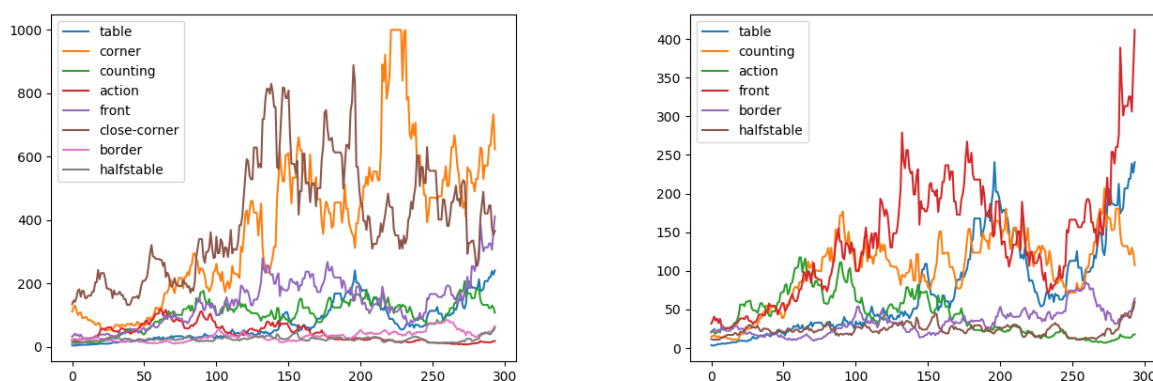 1000
800
600
400
200
0
0 50 100 150 200 250 300
table
corner
counting
action
front
close-corner
border
halfstable
400
350
300
250
200
150
100
50
0
0 50 100 150 200 250 300
table
counting
action
front
border
halfstable